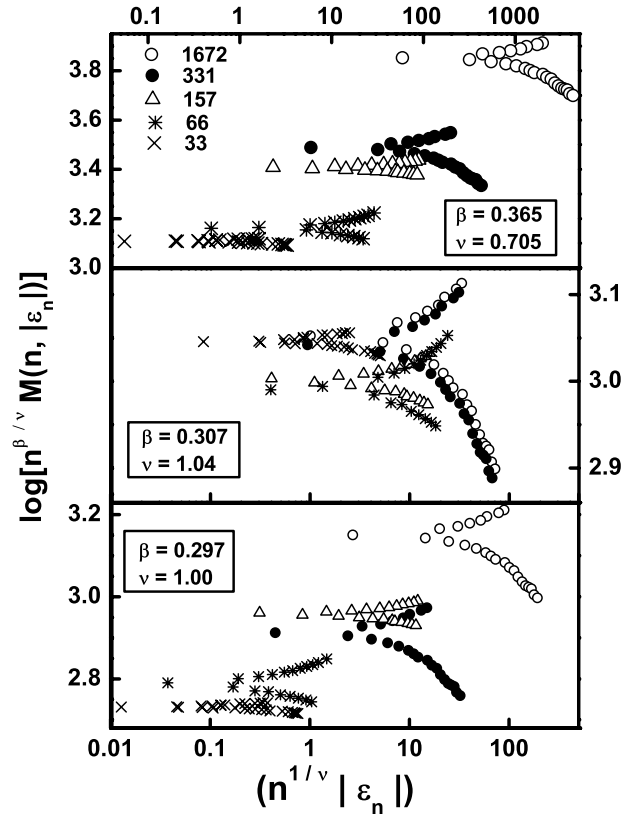 0.1 1 10 100 1000
1672
331
157
66
33
3.8
3.6
3.4
3.2
3.0
β = 0.365
ν = 0.705
3.1
3.0
2.9
β = 0.307
ν = 1.04
3.2
3.0
2.8
β = 0.297
ν = 1.00
0.01 0.1 1 10 100
log[n^{β/ν} M(n, |ε_n|)]
(n^{1/ν} | ε_n |)